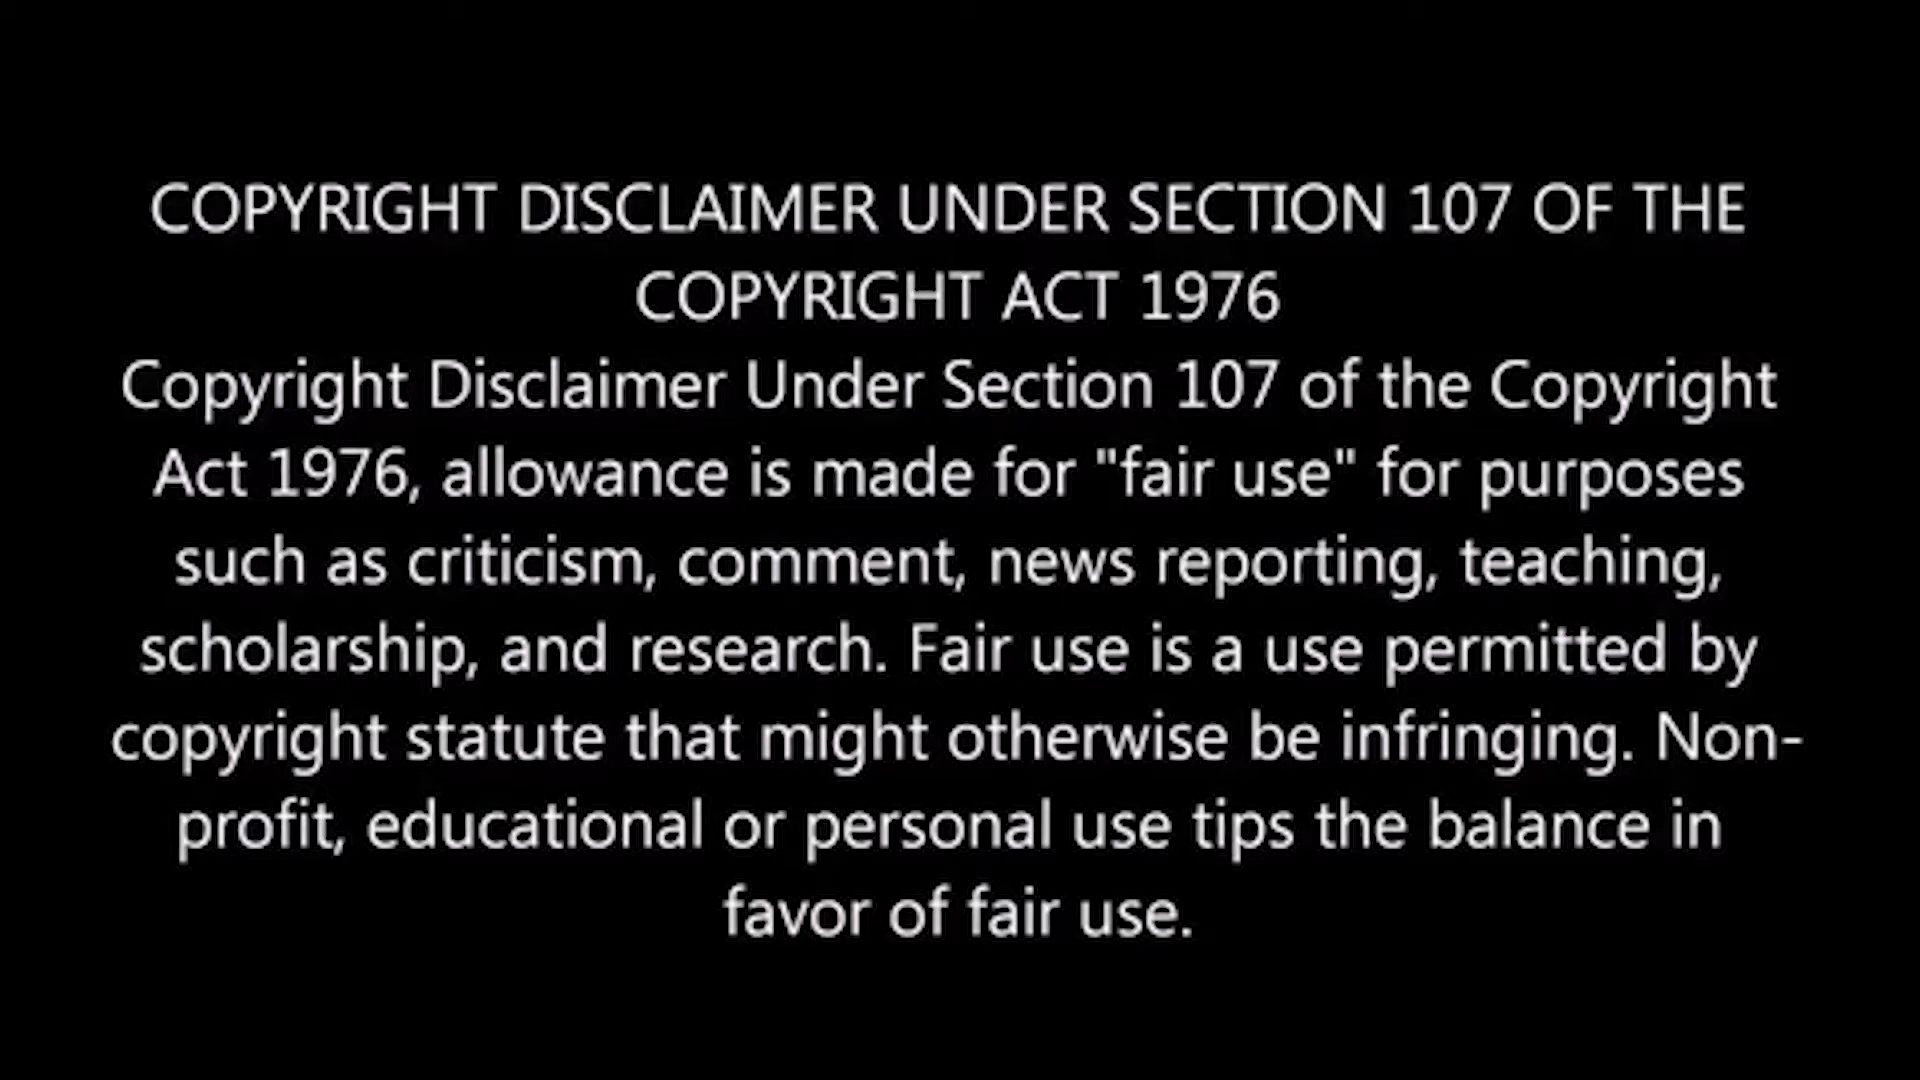 COPYRIGHT DISCLAIMER UNDER SECTION 107 OF THE
COPYRIGHT ACT 1976
Copyright Disclaimer Under Section 107 of the Copyright
Act 1976, allowance is made for "fair use" for purposes
such as criticism, comment, news reporting, teaching,
scholarship, and research. Fair use is a use permitted by
copyright statute that might otherwise be infringing. Non-
profit, educational or personal use tips the balance in
favor of fair use.